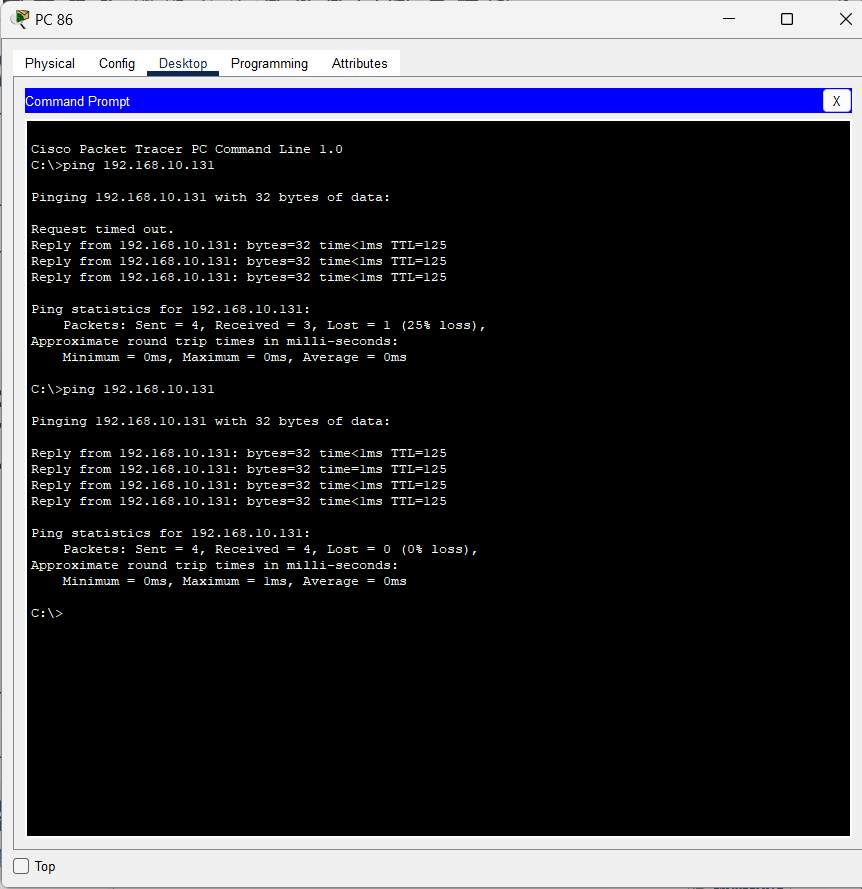 PC 86
Physical Config Desktop Programming Attributes
Command Prompt X
Cisco Packet Tracer PC Command Line 1.0
C:\>ping 192.168.10.131
Pinging 192.168.10.131 with 32 bytes of data:
Request timed out.
Reply from 192.168.10.131: bytes=32 time<1ms TTL=125
Reply from 192.168.10.131: bytes=32 time<1ms TTL=125
Reply from 192.168.10.131: bytes=32 time<1ms TTL=125
Ping statistics for 192.168.10.131:
    Packets: Sent = 4, Received = 3, Lost = 1 (25% loss),
Approximate round trip times in milli-seconds:
    Minimum = 0ms, Maximum = 0ms, Average = 0ms
C:\>ping 192.168.10.131
Pinging 192.168.10.131 with 32 bytes of data:
Reply from 192.168.10.131: bytes=32 time<1ms TTL=125
Reply from 192.168.10.131: bytes=32 time=1ms TTL=125
Reply from 192.168.10.131: bytes=32 time<1ms TTL=125
Reply from 192.168.10.131: bytes=32 time<1ms TTL=125
Ping statistics for 192.168.10.131:
    Packets: Sent = 4, Received = 4, Lost = 0 (0% loss),
Approximate round trip times in milli-seconds:
    Minimum = 0ms, Maximum = 1ms, Average = 0ms
C:\>
Top